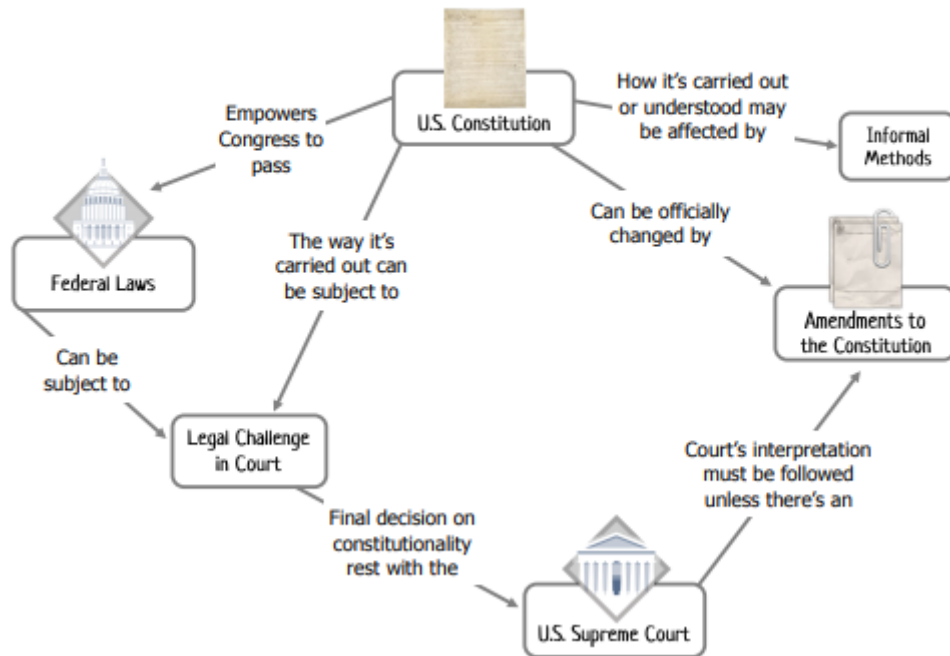 U.S. Constitution
Empowers
Congress to
pass
How it's carried out
or understood may
be affected by
Informal
Methods
Federal Laws
The way it's
carried out can
be subject to
Can be officially
changed by
Amendments to
the Constitution
Can be
subject to
Legal Challenge
in Court
Court's interpretation
must be followed
unless there's an
Final decision on
constitutionality
rest with the
U.S. Supreme Court